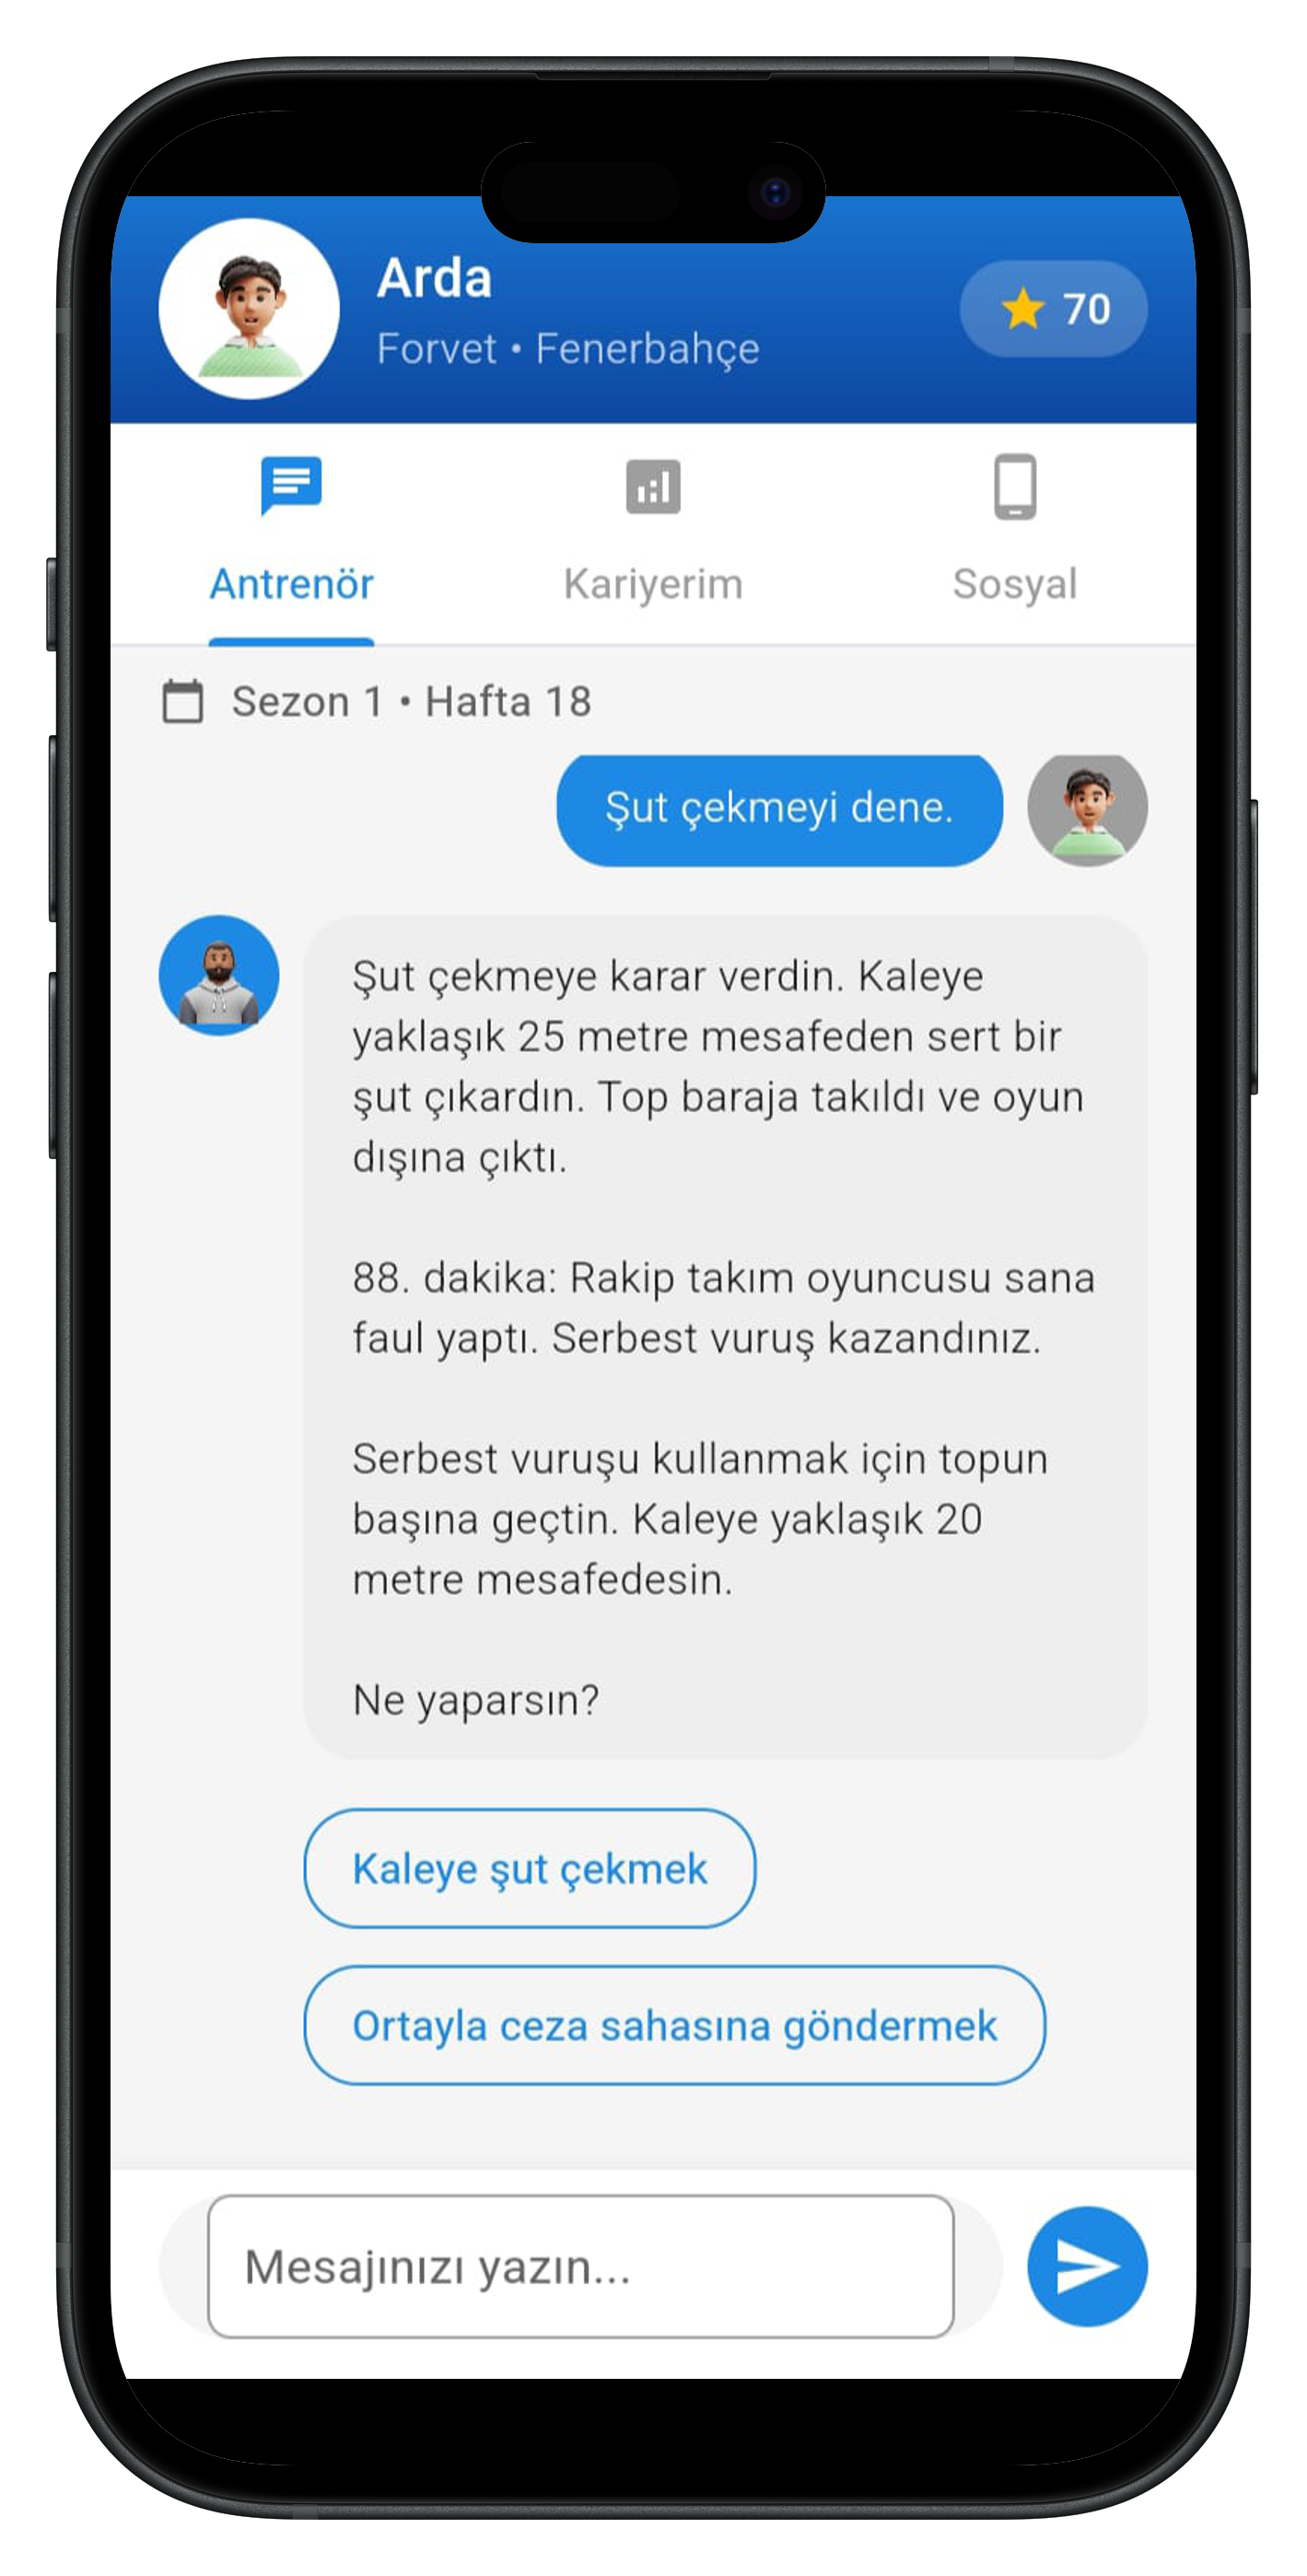 Arda
Forvet • Fenerbahçe
70
Antrenör
Kariyerim
Sosyal
Sezon 1 • Hafta 18
Şut çekmeyi dene.
Şut çekmeye karar verdin. Kaleye
yaklaşık 25 metre mesafeden sert bir
şut çıkardın. Top baraja takıldı ve oyun
dışına çıktı.
88. dakika: Rakip takım oyuncusu sana
faul yaptı. Serbest vuruş kazandınız.
Serbest vuruşu kullanmak için topun
başına geçtin. Kaleye yaklaşık 20
metre mesafedesin.
Ne yaparsın?
Kaleye şut çekmek
Ortayla ceza sahasına göndermek
Mesajınızı yazın...